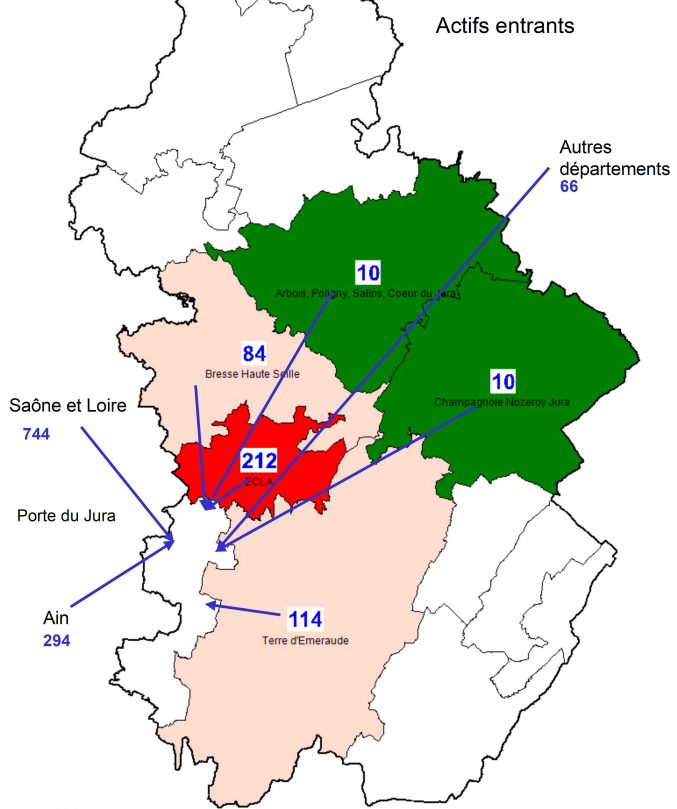 Actifs entrants
Autres
départements
66
10
Arbois, Poligny, Salins, Coeur du Jura
84
Bresse Haute Seille
10
Champagnole Nozeroy Jura
Saône et Loire
744
212
ECLA
Porte du Jura
Ain
294
114
Terre d'Emeraude